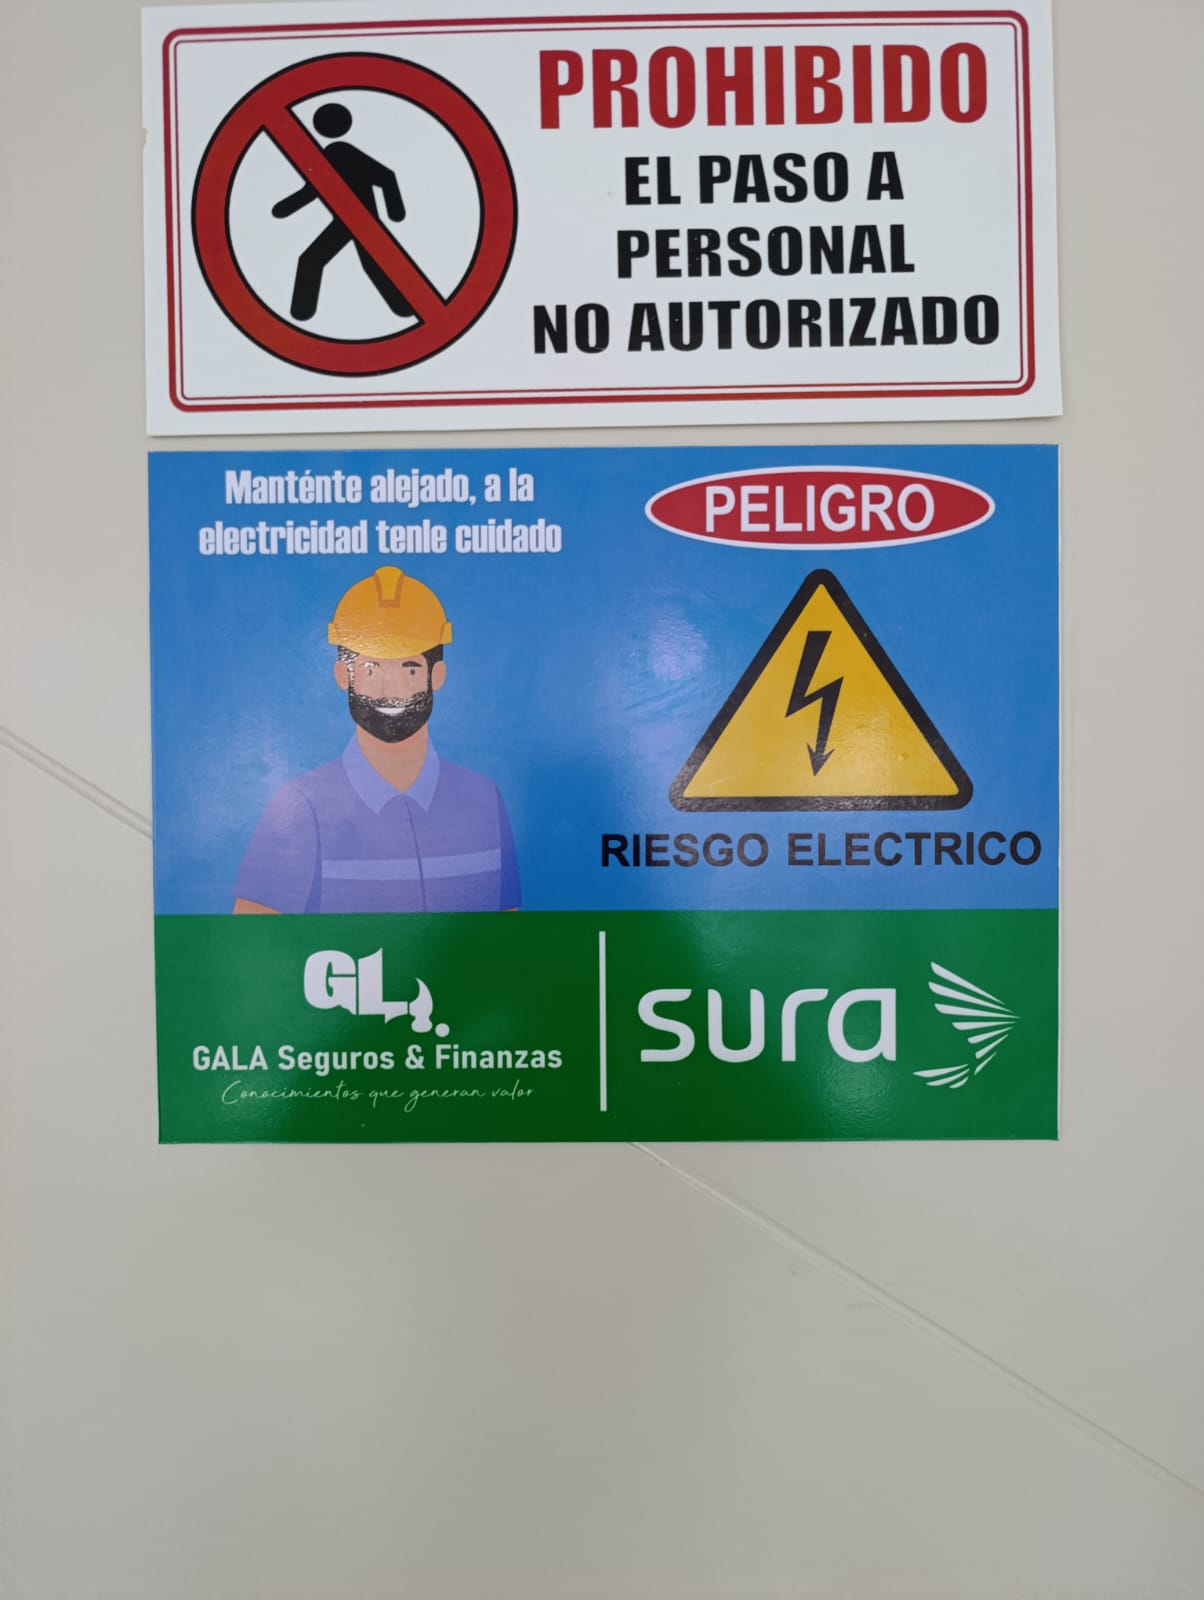 PROHIBIDO
EL PASO A
PERSONAL
NO AUTORIZADO
Manténte alejado, a la
electricidad tenle cuidado
PELIGRO
RIESGO ELECTRICO
GL
GALA Seguros & Finanzas
Conocimientos que generan valor
sura